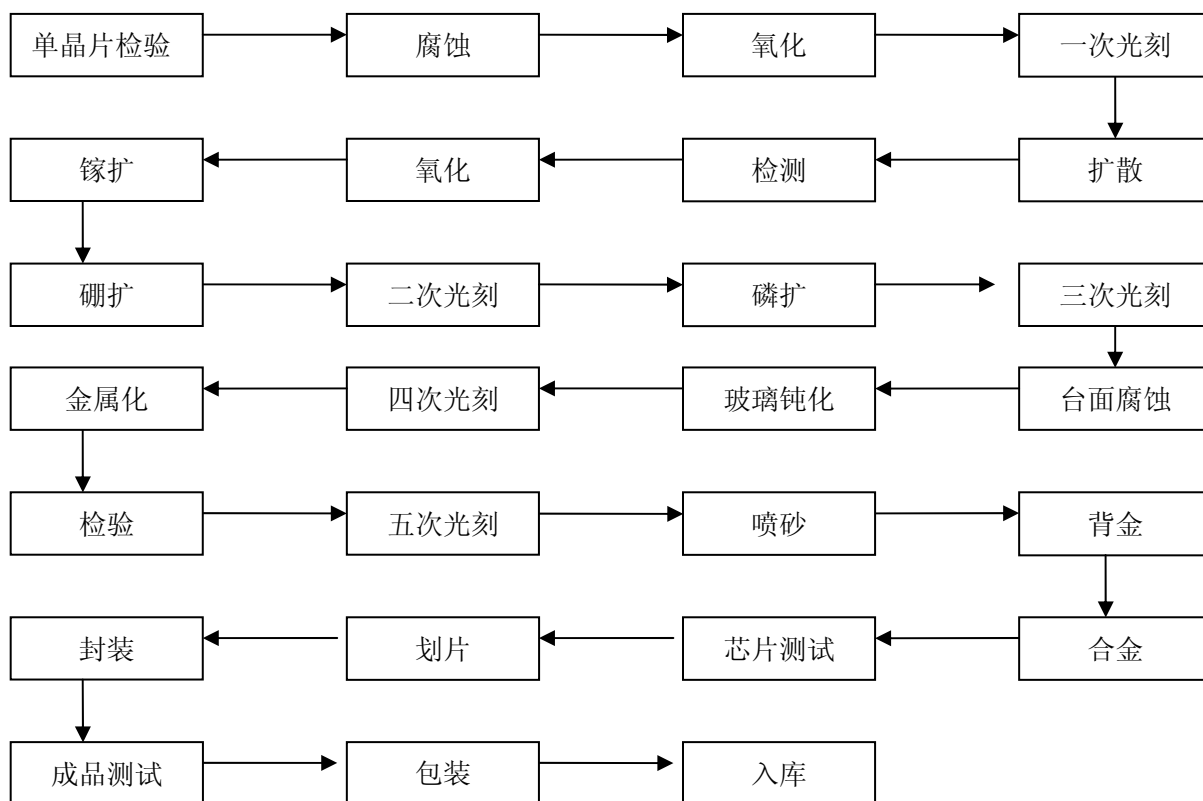 单晶片检验
腐蚀
氧化
一次光刻
镓扩
氧化
检测
扩散
硼扩
二次光刻
磷扩
三次光刻
金属化
四次光刻
玻璃钝化
台面腐蚀
检验
五次光刻
喷砂
背金
封装
划片
芯片测试
合金
成品测试
包装
入库